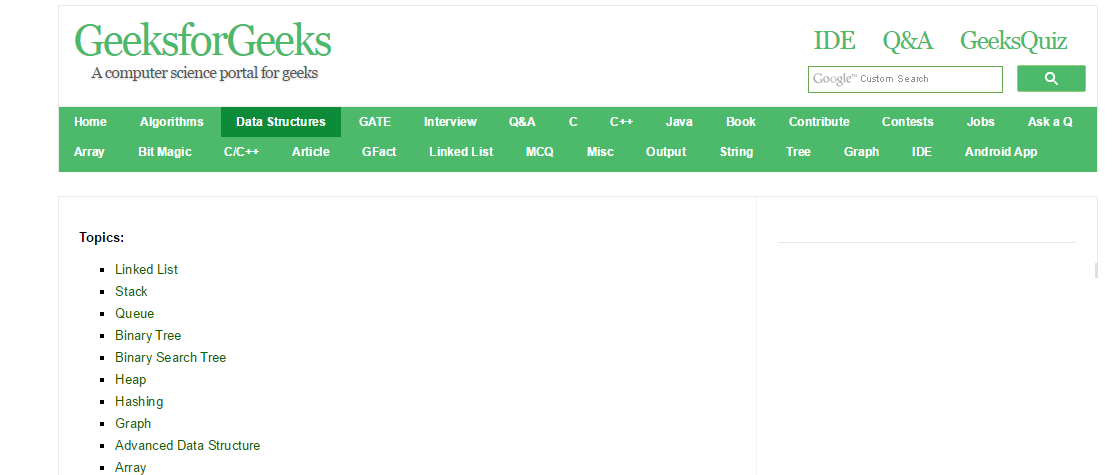 GeeksforGeeks
A computer science portal for geeks
IDE Q&A GeeksQuiz
Google™ Custom Search
Home Algorithms Data Structures GATE Interview Q&A C C++ Java Book Contribute Contests Jobs Ask a Q
Array Bit Magic C/C++ Article GFact Linked List MCQ Misc Output String Tree Graph IDE Android App
Topics:
Linked List
Stack
Queue
Binary Tree
Binary Search Tree
Heap
Hashing
Graph
Advanced Data Structure
Array